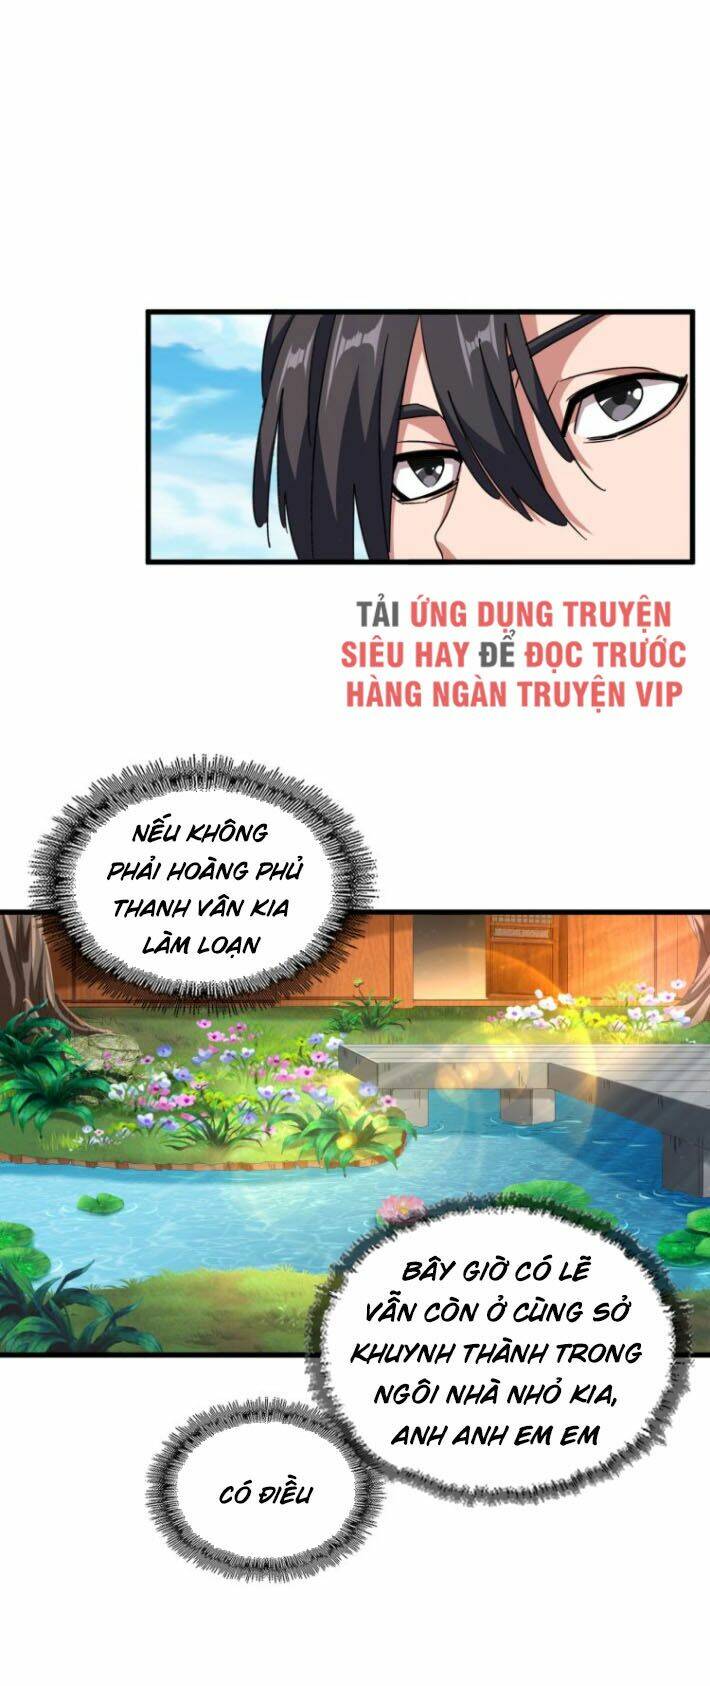 TẢI ỨNG DỤNG TRUYỆN
SIÊU HAY ĐỂ ĐỌC TRƯỚC
HÀNG NGÀN TRUYỆN VIP
NẾU KHÔNG
PHẢI HOÀNG PHỦ
THANH VÂN KIA
LÀM LOẠN
BÂY GIỜ CÓ LẼ
VẪN CÒN Ở CÙNG SỞ
KHUYNH THÀNH TRONG
NGÔI NHÀ NHỎ KIA,
ANH ANH EM EM
CÓ ĐIỀU